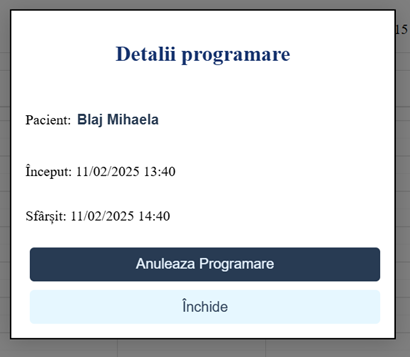 15
Detalii programare
Pacient: Blaj Mihaela
Început: 11/02/2025 13:40
Sfârșit: 11/02/2025 14:40
Anuleaza Programare
Închide